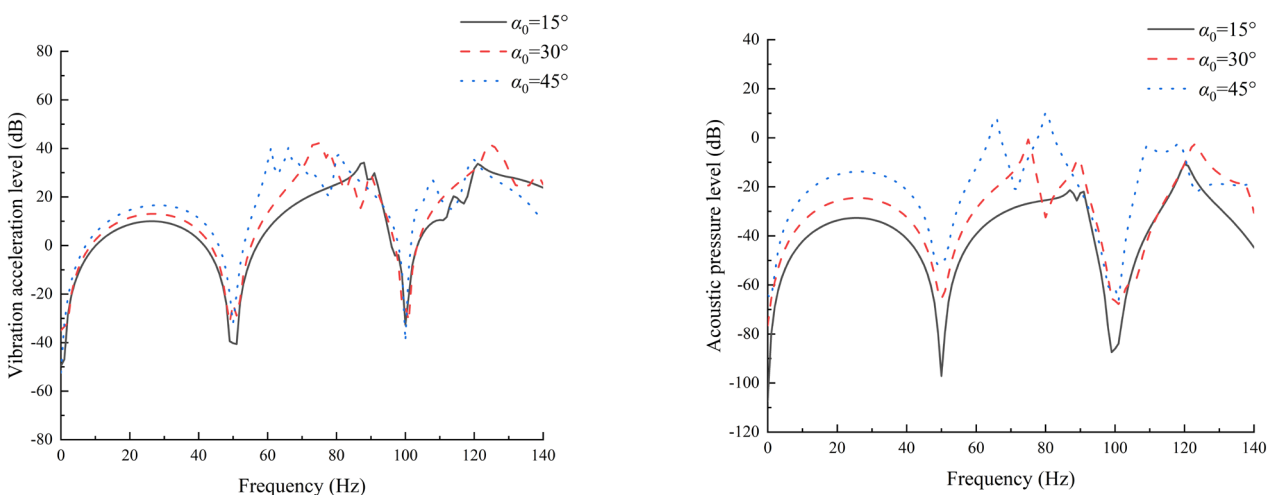 α0=15°
α0=30°
α0=45°
80
60
40
20
0
-20
-40
-60
-80
Vibration acceleration level (dB)
0 20 40 60 80 100 120 140
Frequency (Hz)
α0=15°
α0=30°
α0=45°
40
20
0
-20
-40
-60
-80
-100
-120
Acoustic pressure level (dB)
0 20 40 60 80 100 120 140
Frequency (Hz)